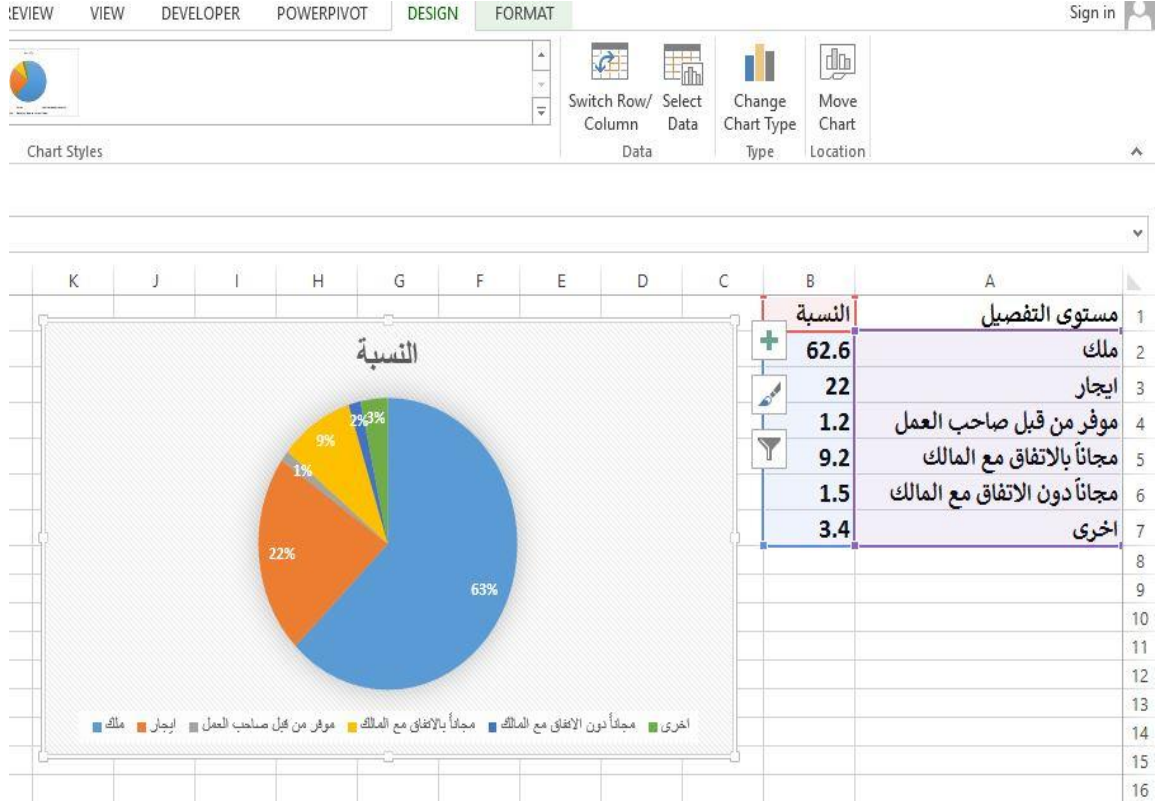 REVIEW VIEW DEVELOPER POWERPIVOT DESIGN FORMAT Sign in
Switch Row/ Column
Select Data
Change Chart Type
Move Chart
Chart Styles Data Type Location
K J I H G F E D C B A
1 مستوى التفصيل النسبة
2 ملك 62.6
3 ايجار 22
4 موفر من قبل صاحب العمل 1.2
5 مجاناً بالاتفاق مع المالك 9.2
6 مجاناً دون الاتفاق مع المالك 1.5
7 اخرى 3.4
8
9
10
11
12
13
14
15
16
النسبة
2% 3%
9%
1%
22%
63%
ملك ايجار موفر من قبل صاحب العمل مجاناً بالاتفاق مع المالك مجاناً دون الاتفاق مع المالك اخرى